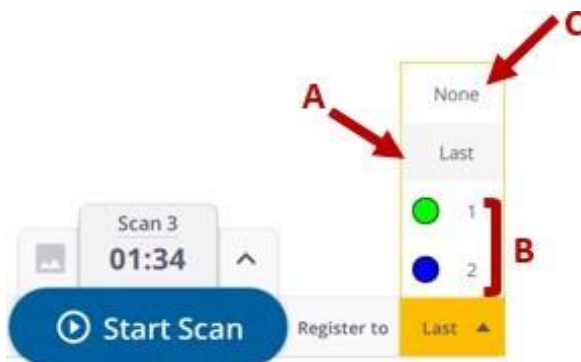 C
None
A
Last
1
B
2
Scan 3
01:34
Start Scan
Register to
Last